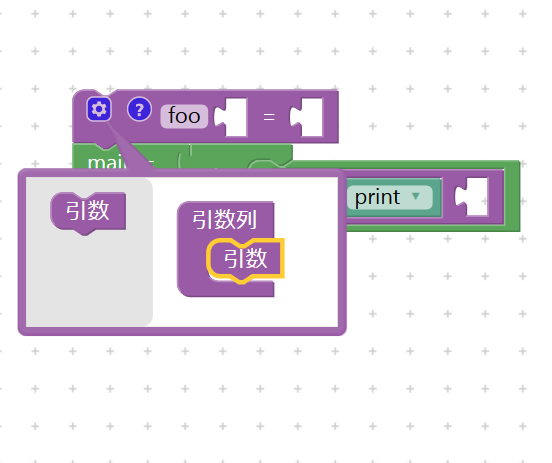 ? foo =
main =
print ▼
引数 引数列
引数